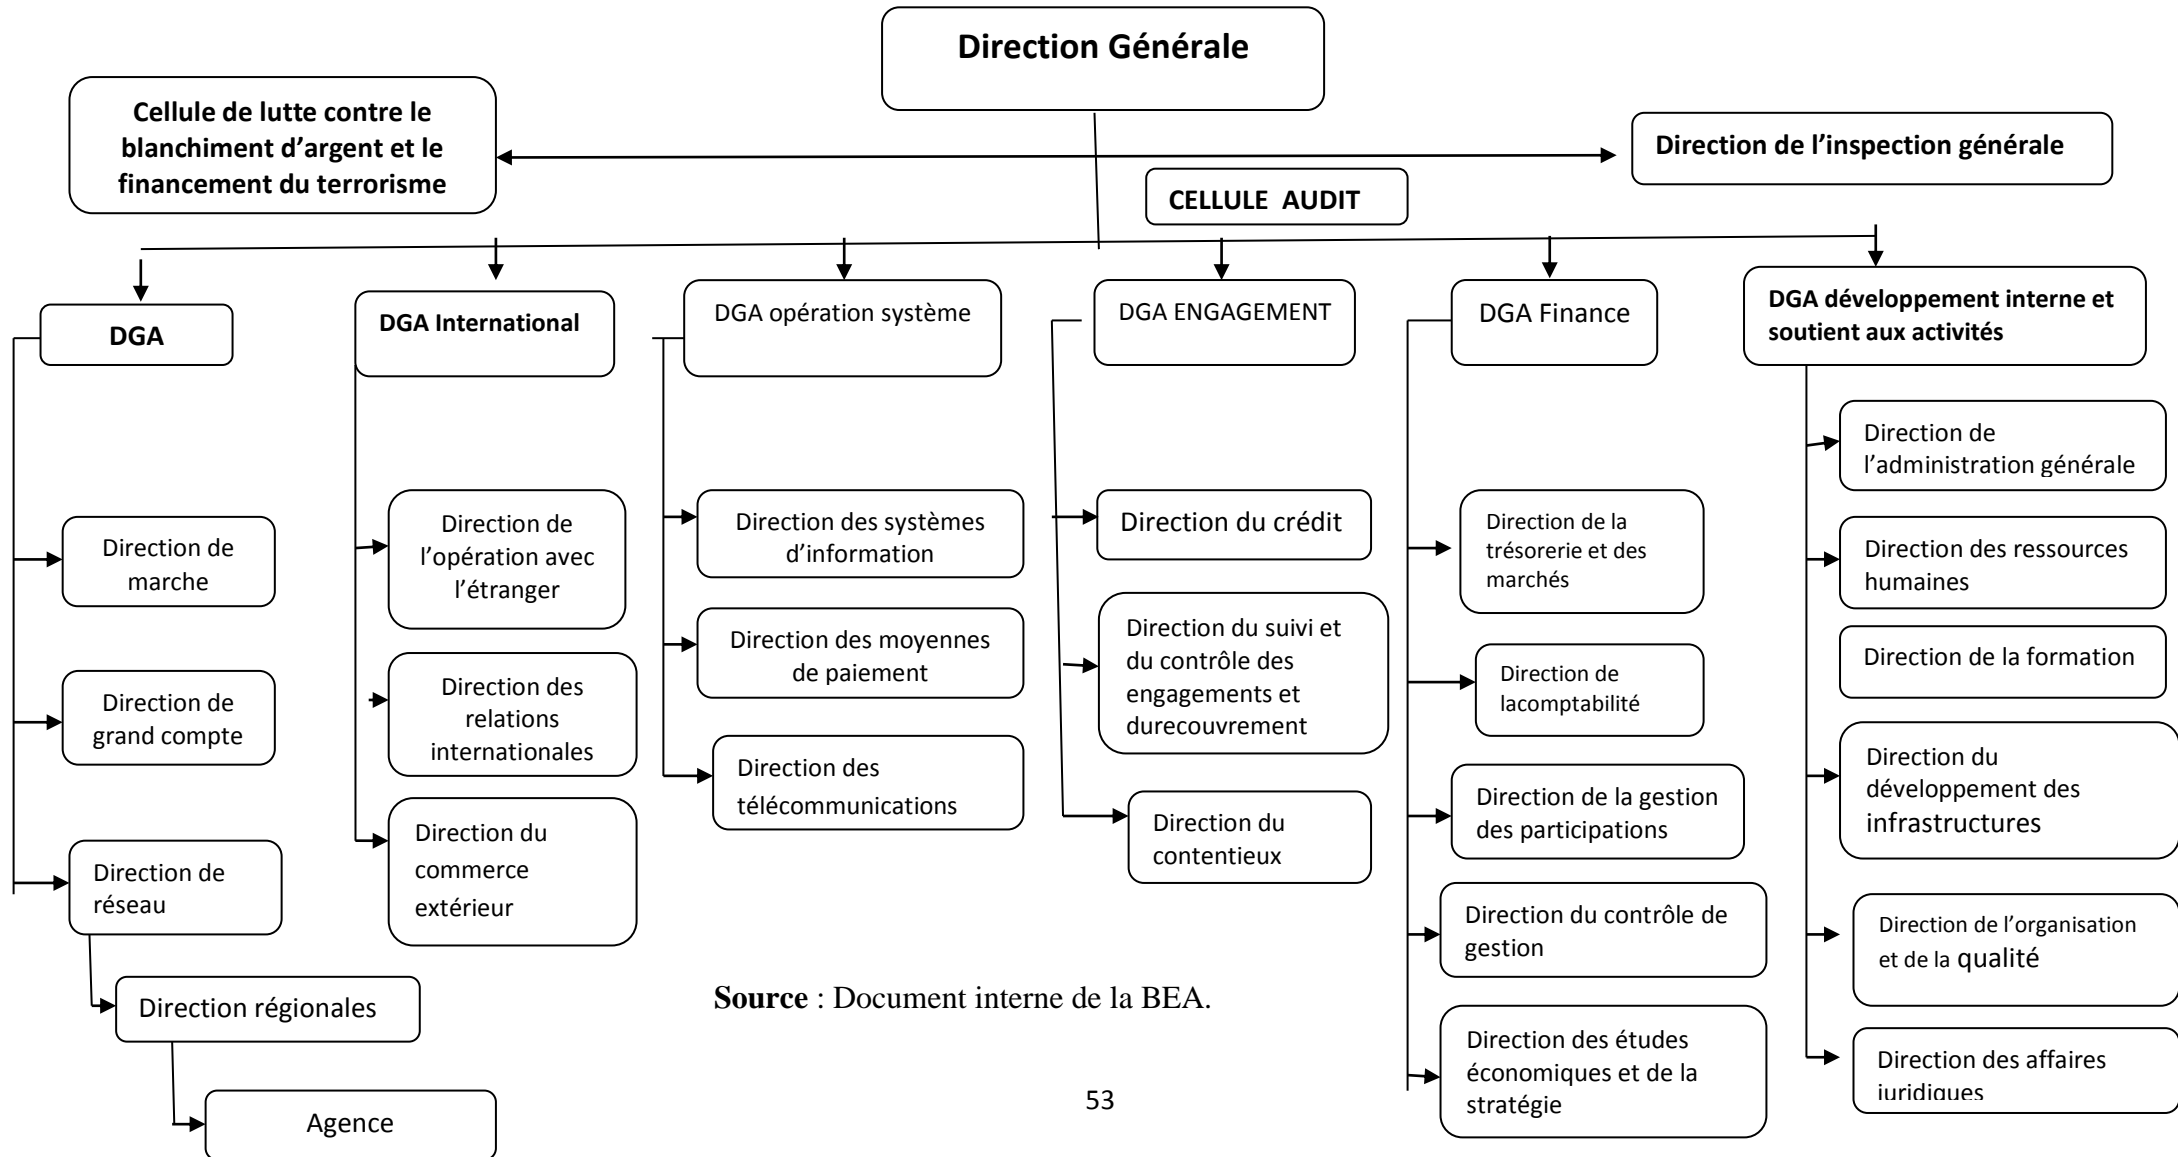 Direction Générale
Cellule de lutte contre le
blanchiment d'argent et le
financement du terrorisme
Direction de l'inspection générale
CELLULE AUDIT
DGA
DGA International
DGA opération système
DGA ENGAGEMENT
DGA Finance
DGA développement interne et
soutient aux activités
Direction de
marche
Direction de
grand compte
Direction de
réseau
Direction régionales
Agence
Direction de
l'opération avec
l'étranger
Direction des
relations
internationales
Direction du
commerce
extérieur
Direction des systèmes
d'information
Direction des moyennes
de paiement
Direction des
télécommunications
Direction du crédit
Direction du suivi et
du contrôle des
engagements et
durecouvrement
Direction du
contentieux
Direction de la
trésorerie et des
marchés
Direction de
lacomptabilité
Direction de la gestion
des participations
Direction du contrôle de
gestion
Direction des études
économiques et de la
stratégie
Direction de
l'administration générale
Direction des ressources
humaines
Direction de la formation
Direction du
développement des
infrastructures
Direction de l'organisation
et de la qualité
Direction des affaires
juridiques
Source : Document interne de la BEA.
53